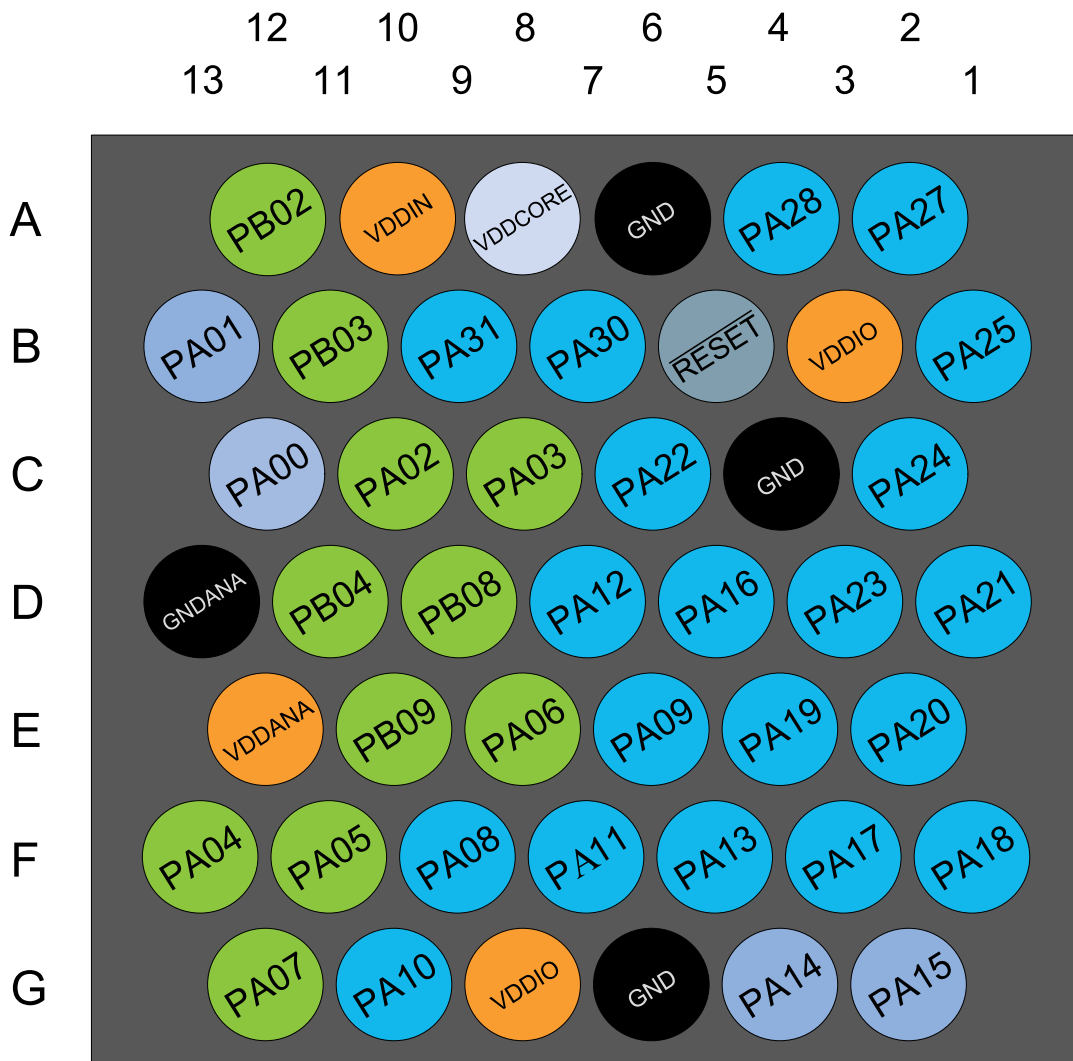 12 10 8 6 4 2
13 11 9 7 5 3 1
A PB02 VDDIN VDDCORE GND PA28 PA27
B PA01 PB03 PA31 PA30 RESET VDDIO PA25
C PA00 PA02 PA03 PA22 GND PA24
D GNDANA PB04 PB08 PA12 PA16 PA23 PA21
E VDDANA PB09 PA06 PA09 PA19 PA20
F PA04 PA05 PA08 PA11 PA13 PA17 PA18
G PA07 PA10 VDDIO GND PA14 PA15